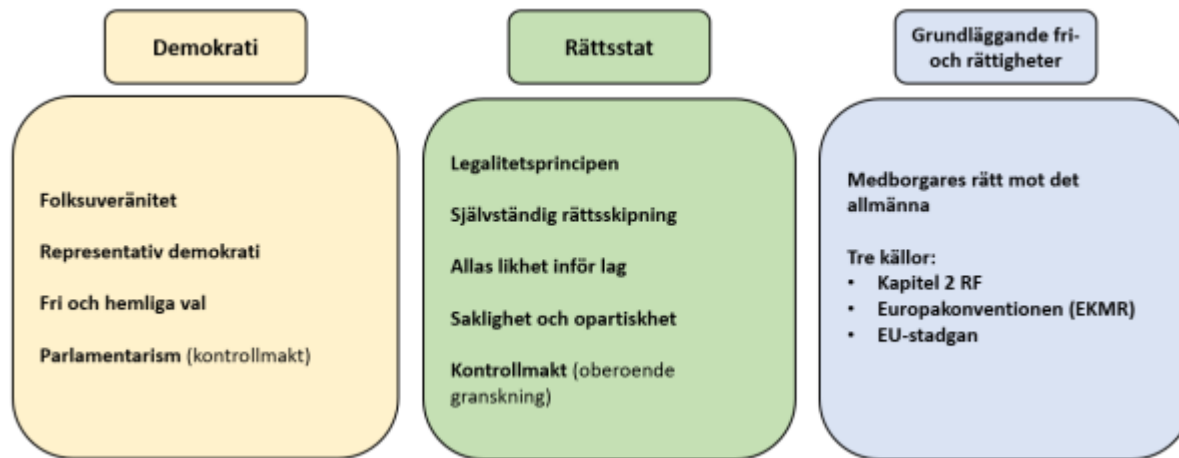 Demokrati
Folksuveränitet
Representativ demokrati
Fri och hemliga val
Parlamentarism (kontrollmakt)
Rättsstat
Legalitetsprincipen
Självständig rättsskipning
Allas likhet inför lag
Saklighet och opartiskhet
Kontrollmakt (oberoende
granskning)
Grundläggande fri-
och rättigheter
Medborgares rätt mot det
allmänna
Tre källor:
• Kapitel 2 RF
• Europakonventionen (EKMR)
• EU-stadgan